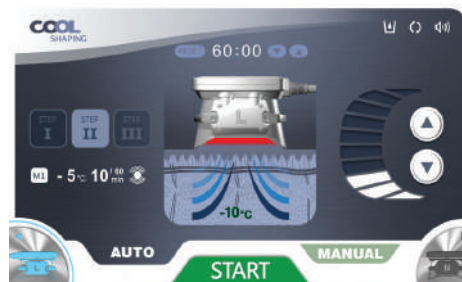 COOL
SHAPING
60:00
STEP
I
STEP
II
STEP
III
L
M1 - 5℃ 10/60 min
-10℃
AUTO
MANUAL
START
L
M